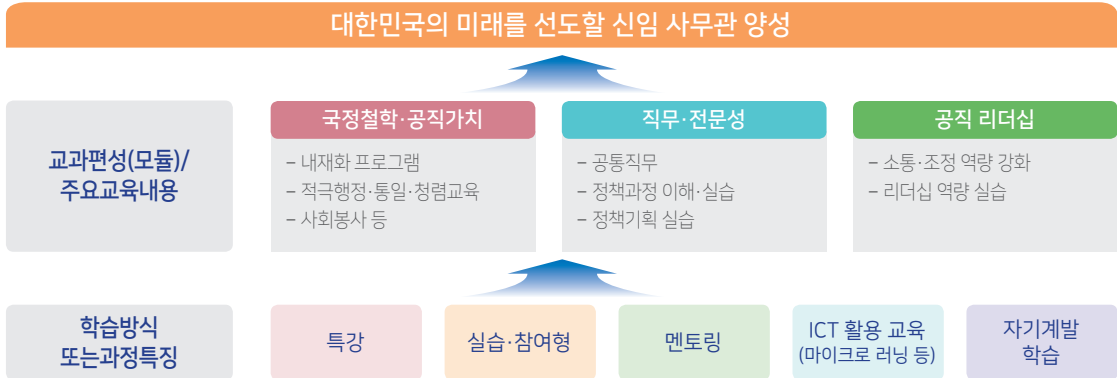 대한민국의 미래를 선도할 신임 사무관 양성
교과편성(모듈)/
주요교육내용
국정철학·공직가치
– 내재화 프로그램
– 적극행정·통일·청렴교육
– 사회봉사 등
직무·전문성
– 공통직무
– 정책과정 이해·실습
– 정책기획 실습
공직 리더십
– 소통·조정 역량 강화
– 리더십 역량 실습
학습방식
또는과정특징
특강
실습·참여형
멘토링
ICT 활용 교육
(마이크로 러닝 등)
자기계발
학습